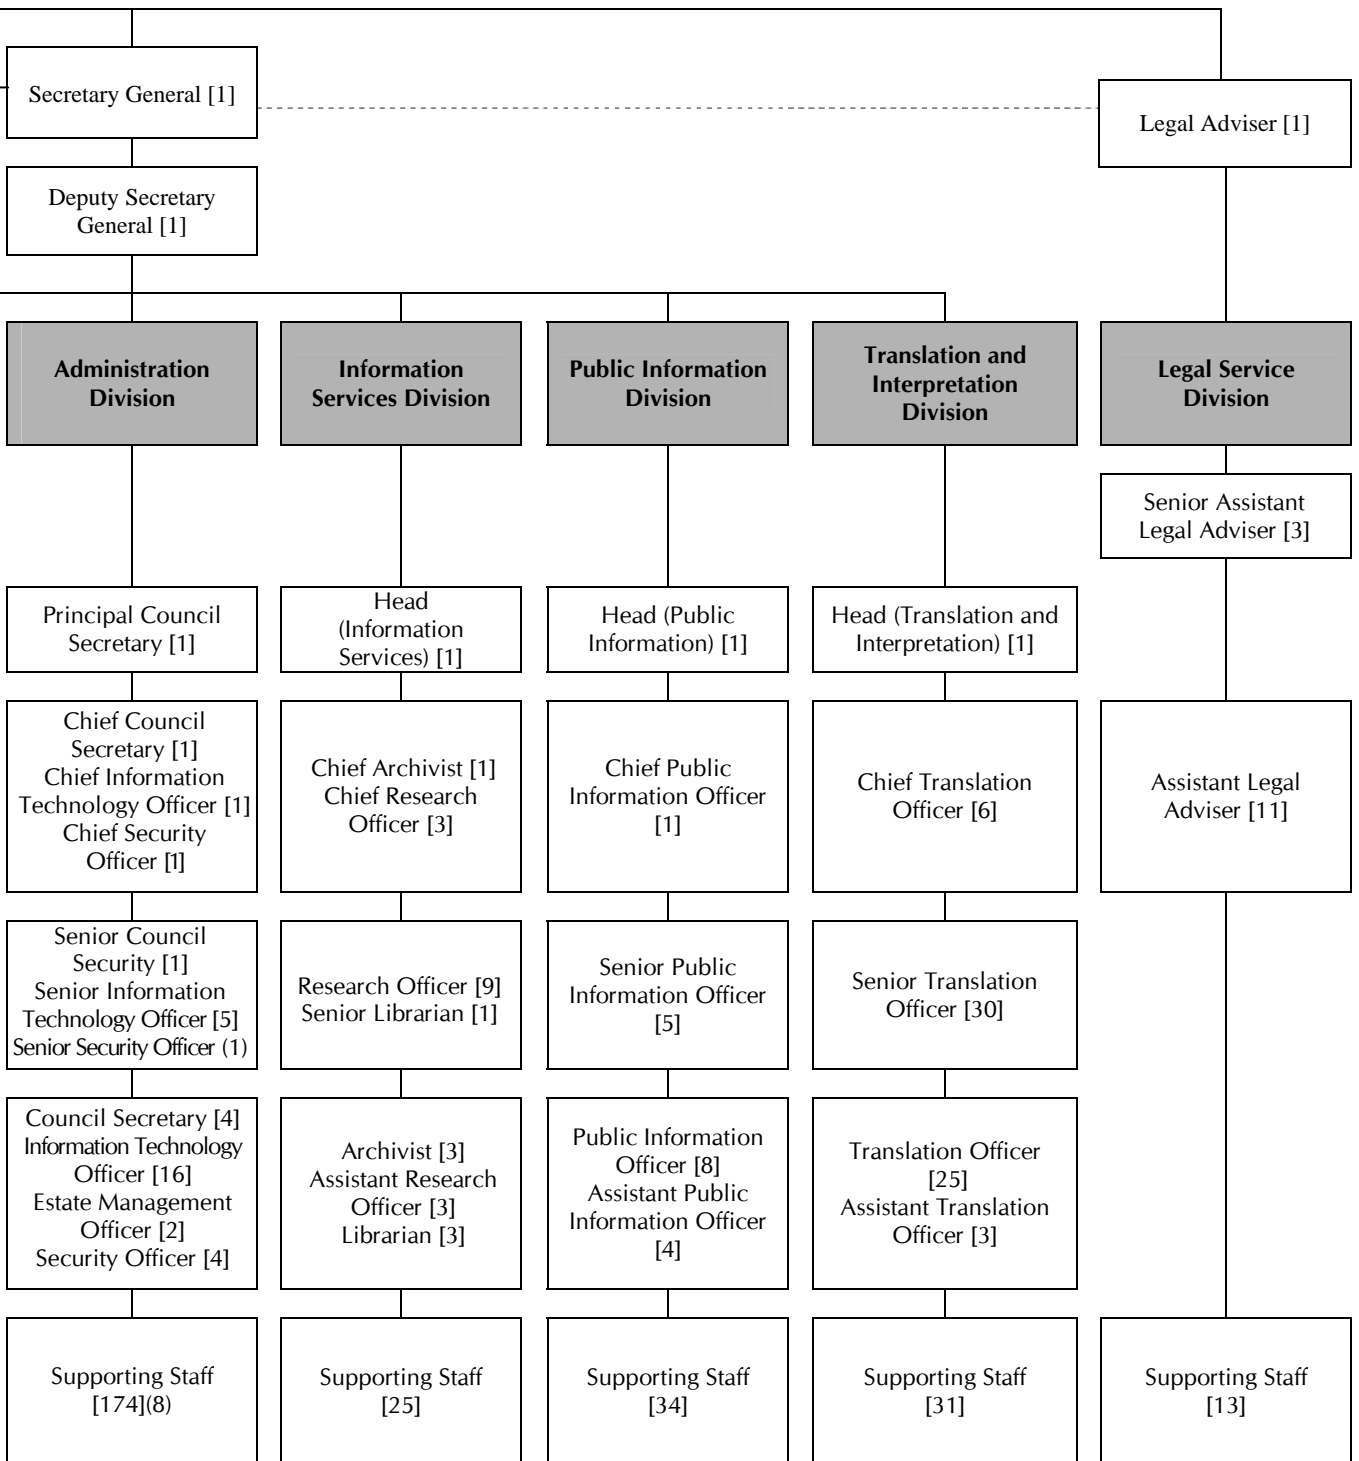 Secretary General [1]
Legal Adviser [1]
Deputy Secretary
General [1]
Administration
Division
Information
Services Division
Public Information
Division
Translation and
Interpretation
Division
Legal Service
Division
Senior Assistant
Legal Adviser [3]
Principal Council
Secretary [1]
Head
(Information
Services) [1]
Head (Public
Information) [1]
Head (Translation and
Interpretation) [1]
Chief Council
Secretary [1]
Chief Information
Technology Officer [1]
Chief Security
Officer [1]
Chief Archivist [1]
Chief Research
Officer [3]
Chief Public
Information Officer
[1]
Chief Translation
Officer [6]
Assistant Legal
Adviser [11]
Senior Council
Security [1]
Senior Information
Technology Officer [5]
Senior Security Officer (1)
Research Officer [9]
Senior Librarian [1]
Senior Public
Information Officer
[5]
Senior Translation
Officer [30]
Council Secretary [4]
Information Technology
Officer [16]
Estate Management
Officer [2]
Security Officer [4]
Archivist [3]
Assistant Research
Officer [3]
Librarian [3]
Public Information
Officer [8]
Assistant Public
Information Officer
[4]
Translation Officer
[25]
Assistant Translation
Officer [3]
Supporting Staff
[174](8)
Supporting Staff
[25]
Supporting Staff
[34]
Supporting Staff
[31]
Supporting Staff
[13]